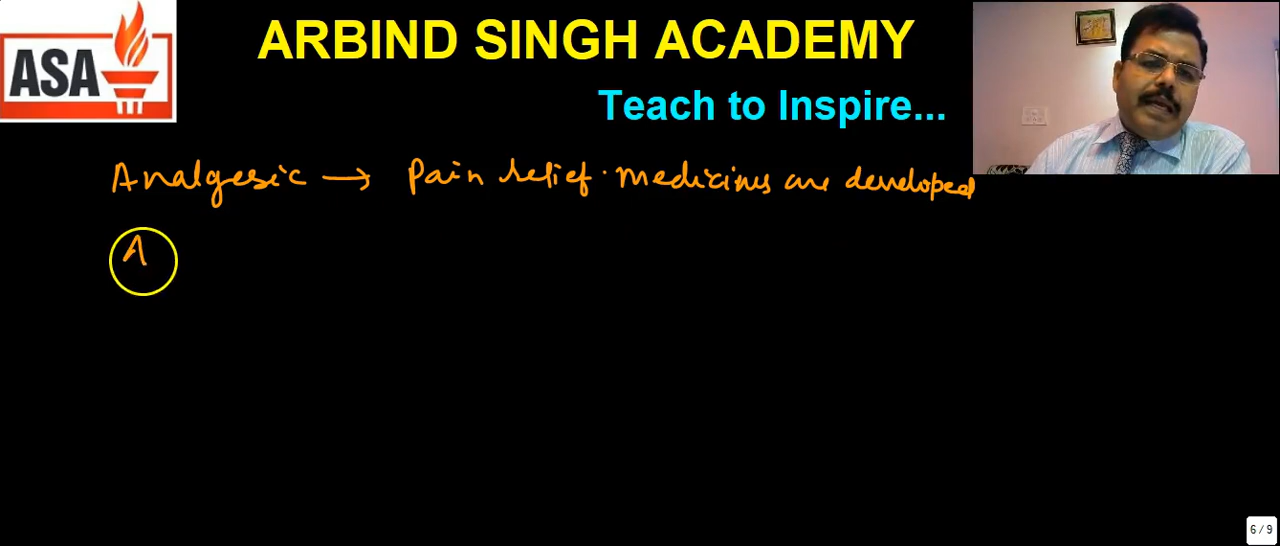 ASA
ARBIND SINGH ACADEMY
Teach to Inspire...
Analgesic → Pain relief. medicines are developed
A
6/9